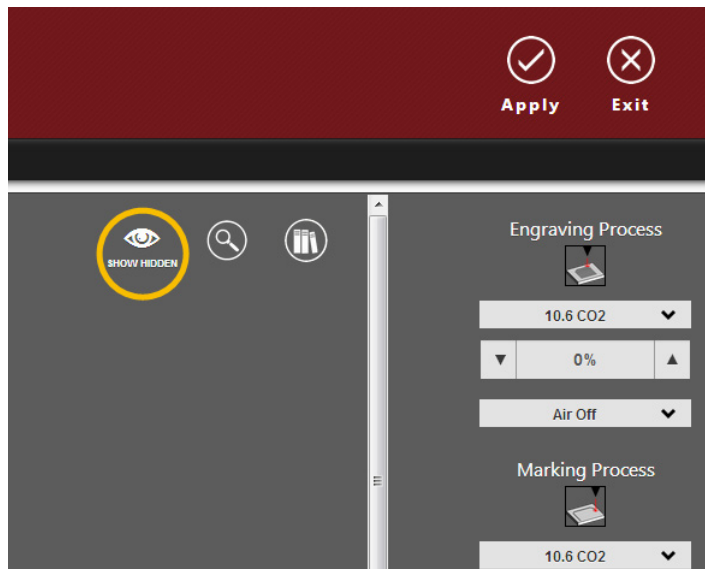 Apply Exit
SHOW HIDDEN
Engraving Process
10.6 CO2
0%
Air Off
Marking Process
10.6 CO2